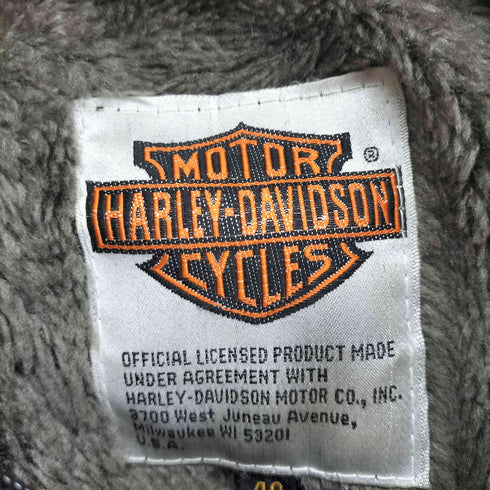 MOTOR
®
HARLEY-DAVIDSON
CYCLES
OFFICIAL LICENSED PRODUCT MADE
UNDER AGREEMENT WITH
HARLEY-DAVIDSON MOTOR CO., INC.
3700 West Juneau Avenue,
Milwaukee WI 53201
U.S.A.